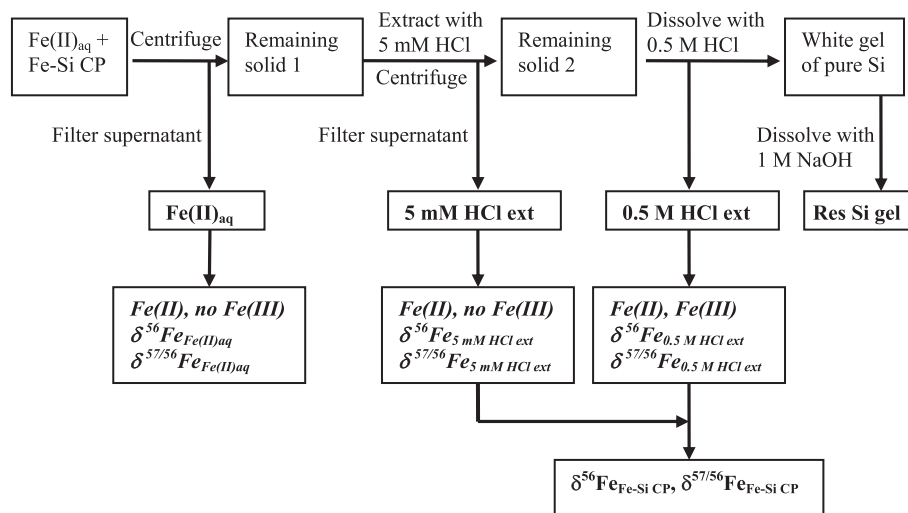 Fe(II)aq +
Fe-Si CP
Centrifuge
Filter supernatant
Remaining
solid 1
Extract with
5 mM HCl
Centrifuge
Filter supernatant
Remaining
solid 2
Dissolve with
0.5 M HCl
White gel
of pure Si
Dissolve with
1 M NaOH
Fe(II)aq
5 mM HCl ext
0.5 M HCl ext
Res Si gel
Fe(II), no Fe(III)
δ56FeFe(II)aq
δ57/56FeFe(II)aq
Fe(II), no Fe(III)
δ56Fe5 mM HCl ext
δ57/56Fe5 mM HCl ext
Fe(II), Fe(III)
δ56Fe0.5 M HCl ext
δ57/56Fe0.5 M HCl ext
δ56FeFe-Si CP, δ57/56FeFe-Si CP